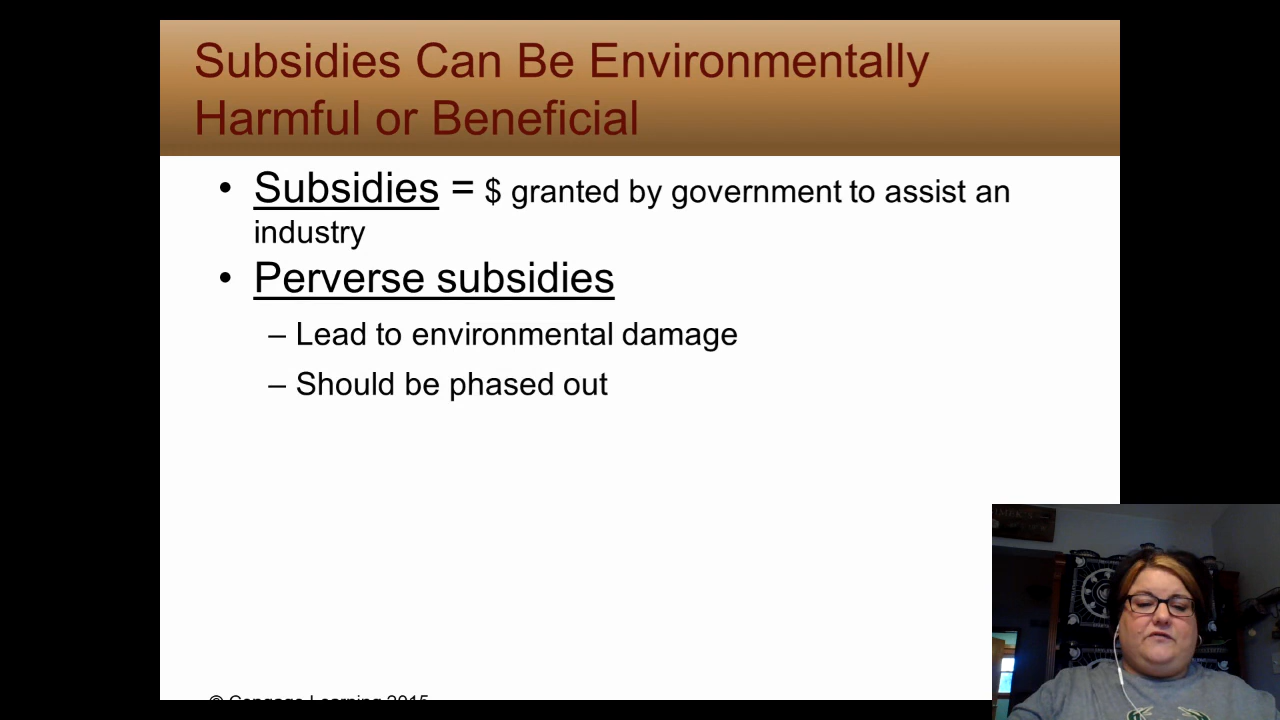 Subsidies Can Be Environmentally
Harmful or Beneficial
• Subsidies = $ granted by government to assist an
industry
• Perverse subsidies
– Lead to environmental damage
– Should be phased out
© Cengage Learning 2015